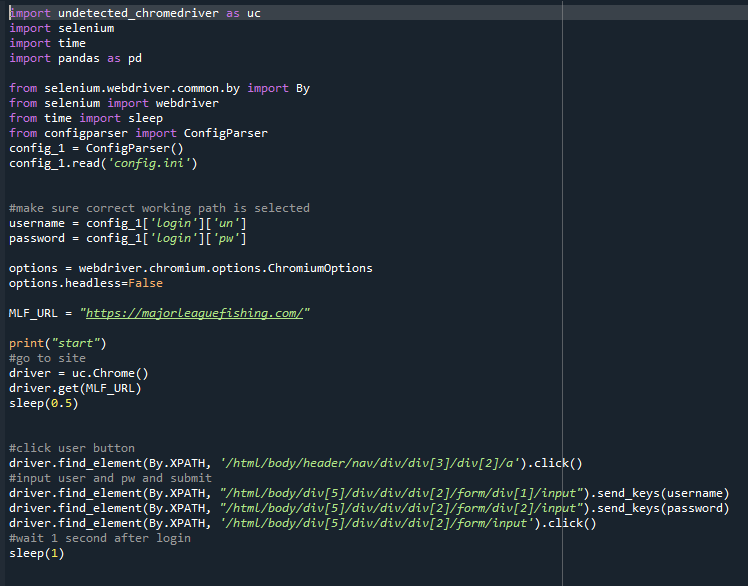 import undetected_chromedriver as uc
import selenium
import time
import pandas as pd
from selenium.webdriver.common.by import By
from selenium import webdriver
from time import sleep
from configparser import ConfigParser
config_1 = ConfigParser()
config_1.read('config.ini')
#make sure correct working path is selected
username = config_1['login']['un']
password = config_1['login']['pw']
options = webdriver.chromium.options.ChromiumOptions
options.headless=False
MLF_URL = "https://majorleaguefishing.com/"
print("start")
#go to site
driver = uc.Chrome()
driver.get(MLF_URL)
sleep(0.5)
#click user button
driver.find_element(By.XPATH, '/html/body/header/nav/div/div[3]/div[2]/a').click()
#input user and pw and submit
driver.find_element(By.XPATH, "/html/body/div[5]/div/div/div[2]/form/div[1]/input").send_keys(username)
driver.find_element(By.XPATH, "/html/body/div[5]/div/div/div[2]/form/div[2]/input").send_keys(password)
driver.find_element(By.XPATH, '/html/body/div[5]/div/div/div[2]/form/input').click()
#wait 1 second after login
sleep(1)